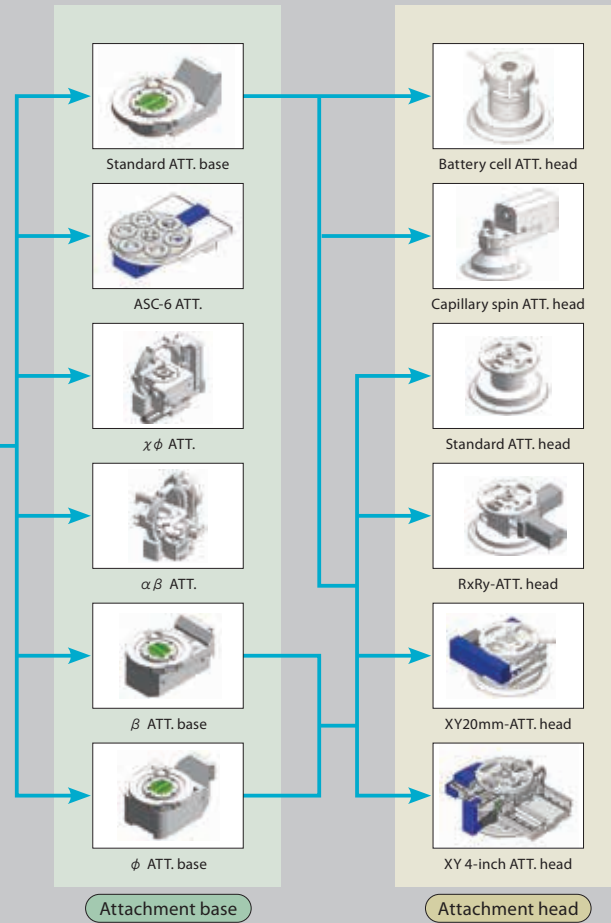 Standard ATT. base
Battery cell ATT. head
ASC-6 ATT.
Capillary spin ATT. head
χφ ATT.
Standard ATT. head
αβ ATT.
RxRy-ATT. head
β ATT. base
XY20mm-ATT. head
φ ATT. base
XY 4-inch ATT. head
Attachment base
Attachment head